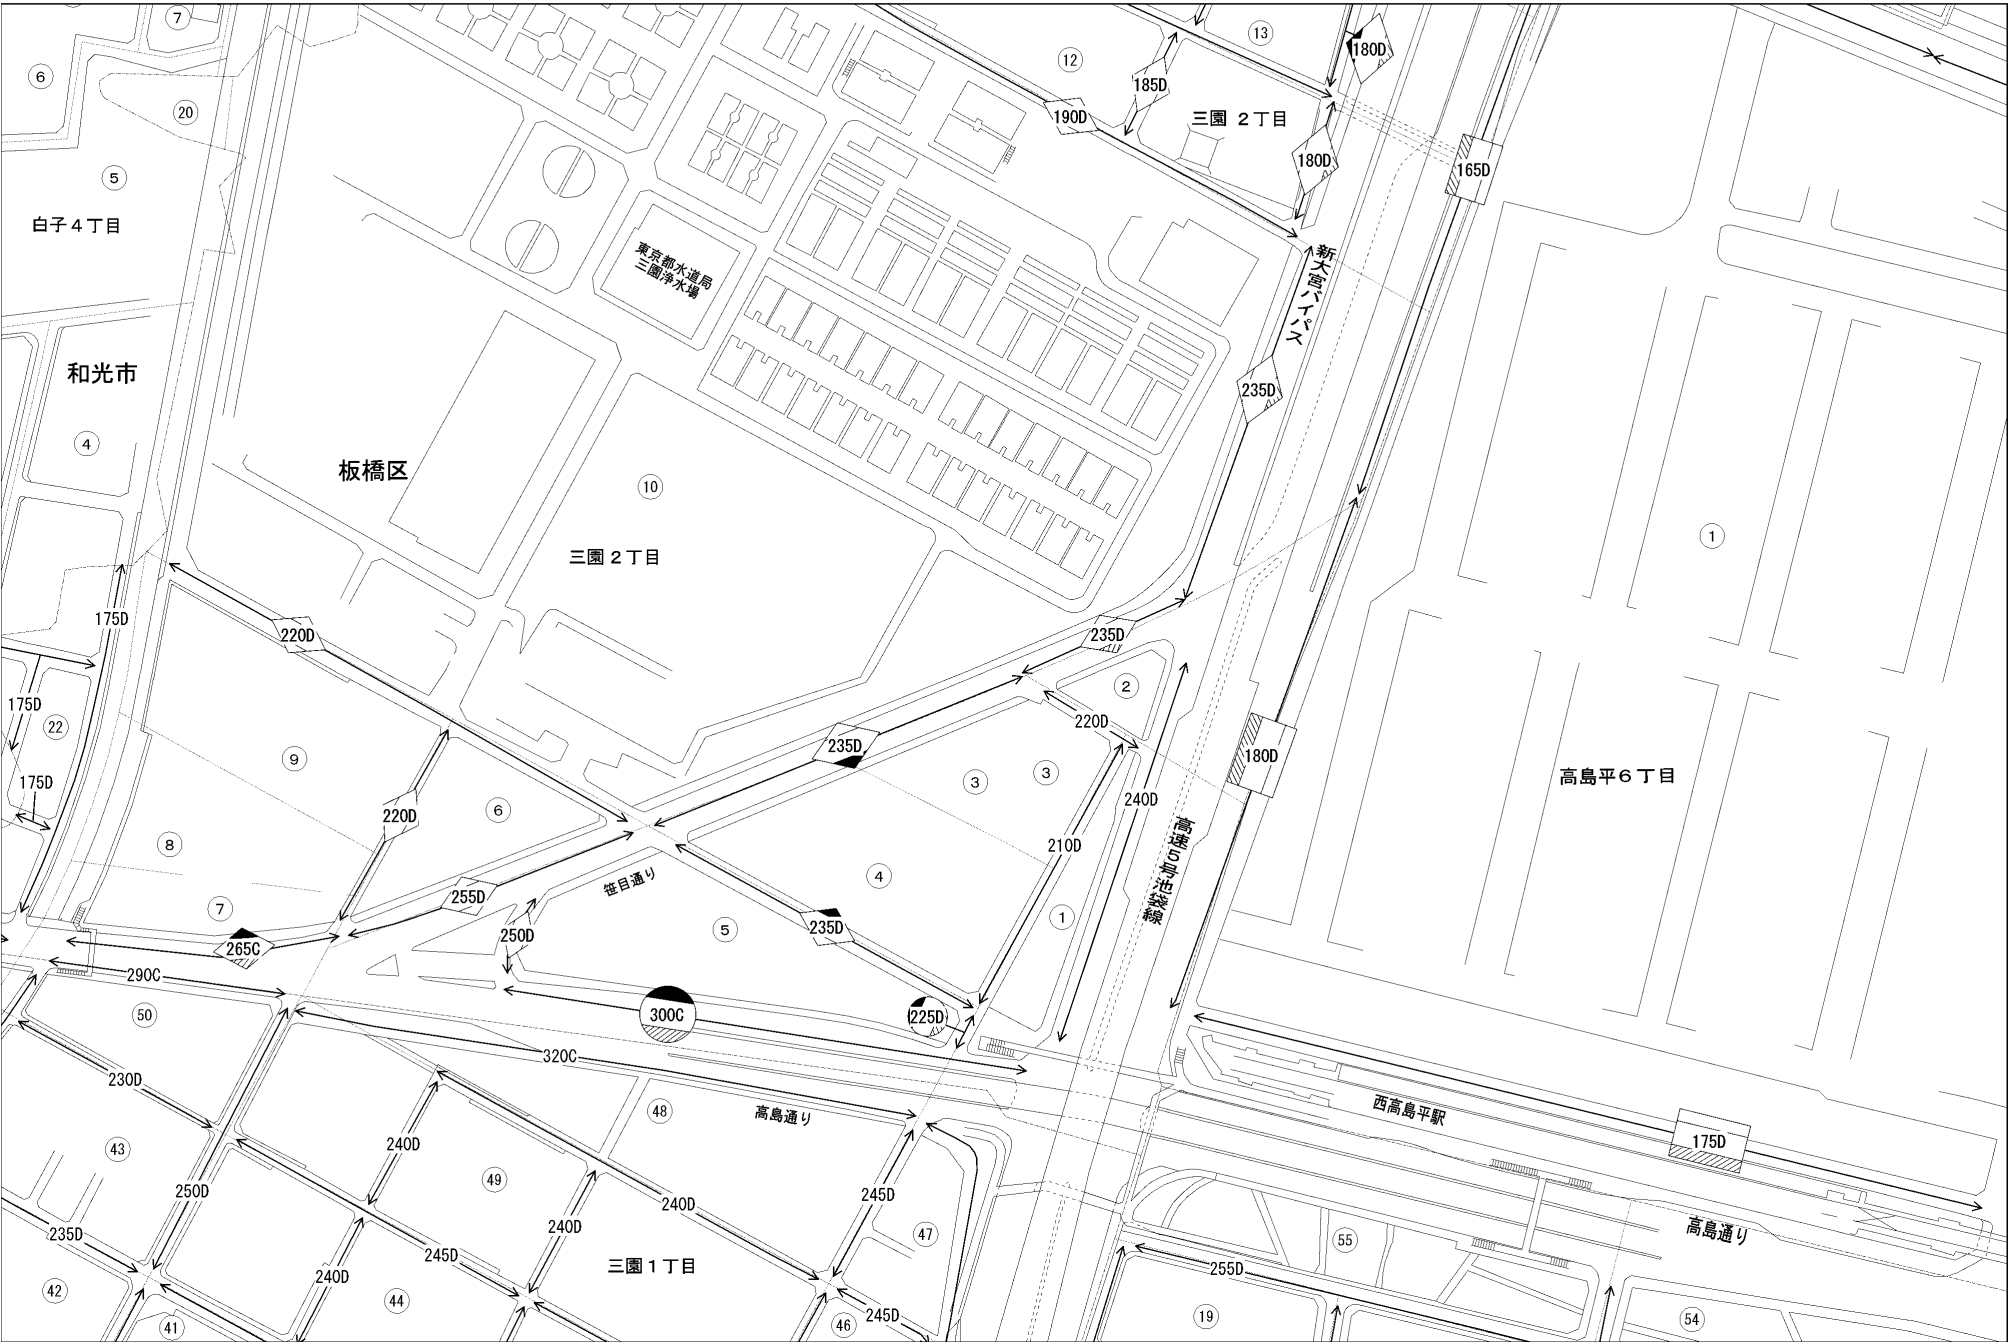 ⑦
⑬
180D
⑥
⑫
185D
190D
⑳
三園 2丁目
180D
165D
⑤
白子4丁目
東京都水道局
三園浄水場
新大宮バイパス
和光市
235D
④
板橋区
⑩
①
三園2丁目
175D
220D
235D
②
175D
㉒
220D
235D
⑨
③
③
180D
高島平6丁目
175D
⑥
240D
220D
高速5号池袋線
⑧
210D
④
笹目通り
255D
⑦
①
235D
⑤
250D
265C
290C
300C
225D
㊿
320C
230D
㊽
高島通り
西高島平駅
240D
175D
㊸
㊾
250D
240D
245D
235D
240D
㊼
高島通り
55
245D
三園1丁目
240D
255D
㊷
㊹
245D
⑲
54
㊶
㊻